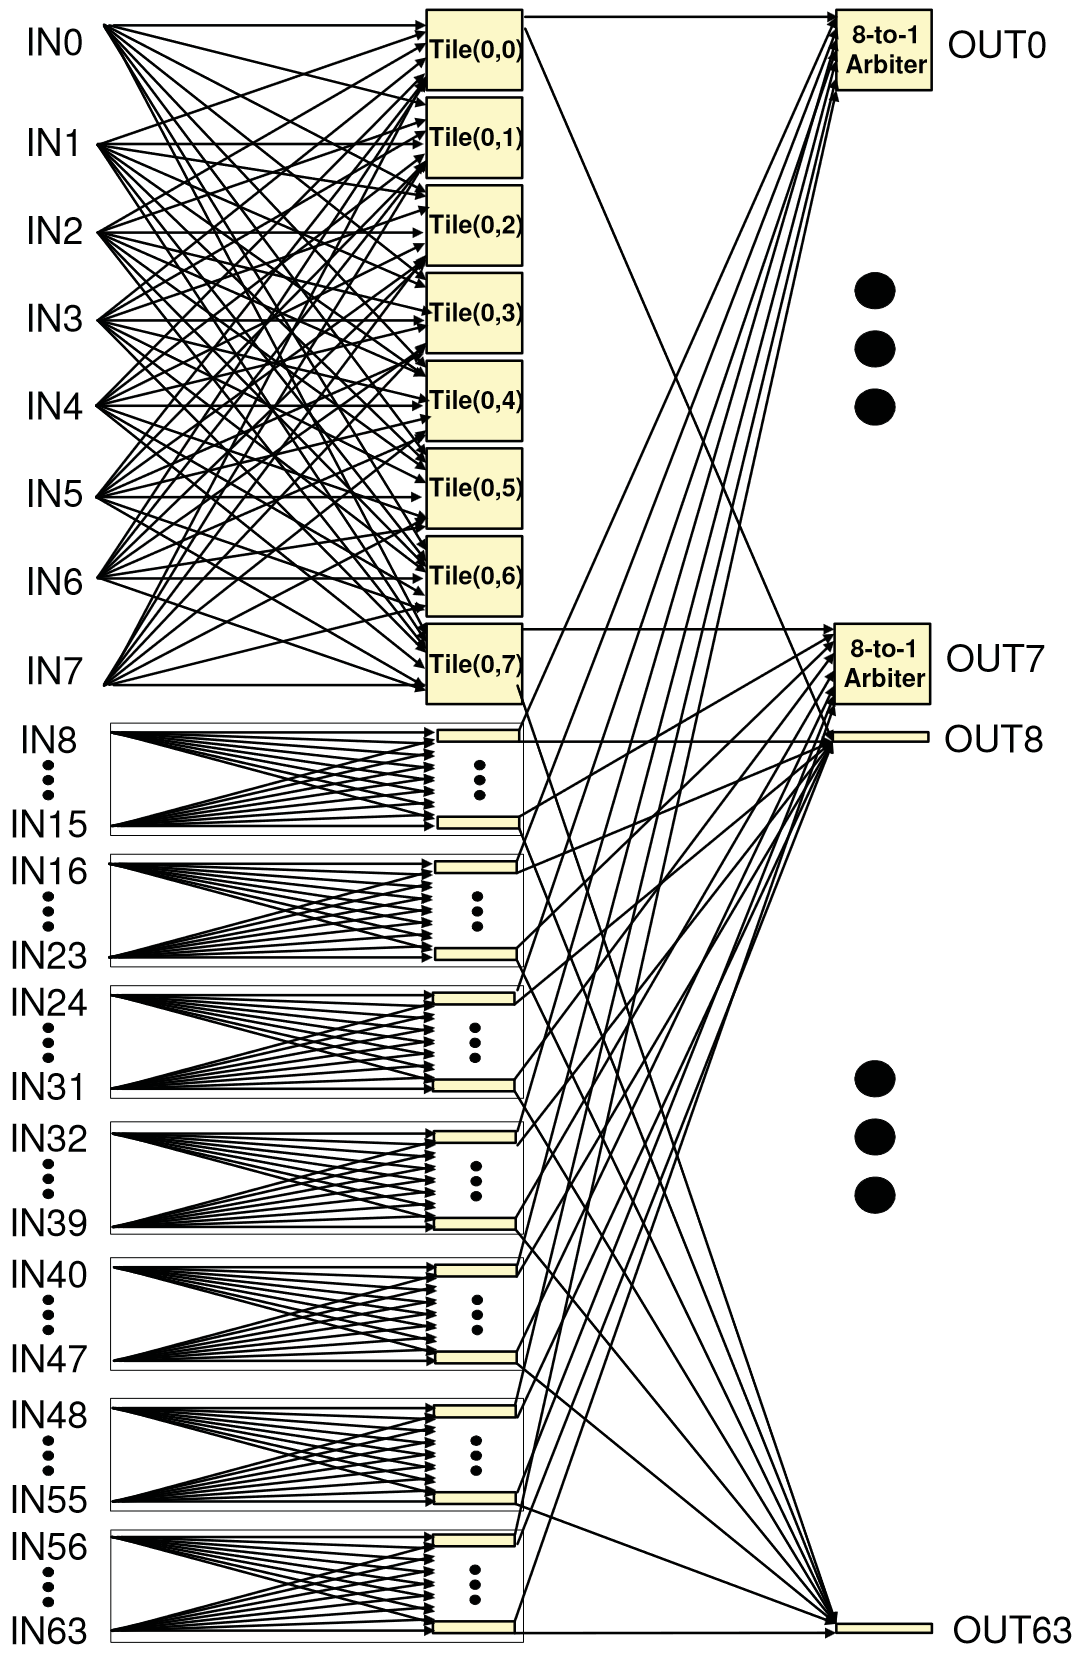 IN0
Tile(0,0)
8-to-1
Arbiter
OUT0
IN1
Tile(0,1)
IN2
Tile(0,2)
IN3
Tile(0,3)
IN4
Tile(0,4)
IN5
Tile(0,5)
IN6
Tile(0,6)
IN7
Tile(0,7)
8-to-1
Arbiter
OUT7
IN8
OUT8
IN15
IN16
IN23
IN24
IN31
IN32
IN39
IN40
IN47
IN48
IN55
IN56
IN63
OUT63